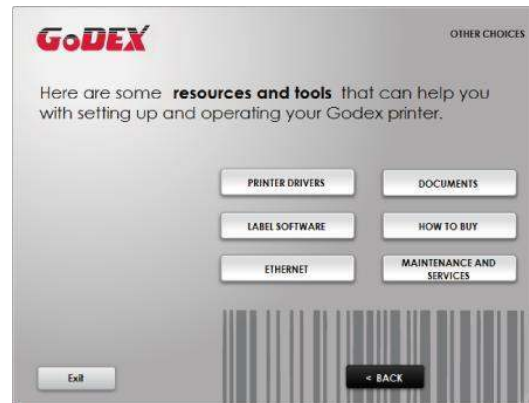 GoDEX
OTHER CHOICES
Here are some resources and tools that can help you
with setting up and operating your Godex printer.
PRINTER DRIVERS
DOCUMENTS
LABEL SOFTWARE
HOW TO BUY
ETHERNET
MAINTENANCE AND
SERVICES
Exit
< BACK